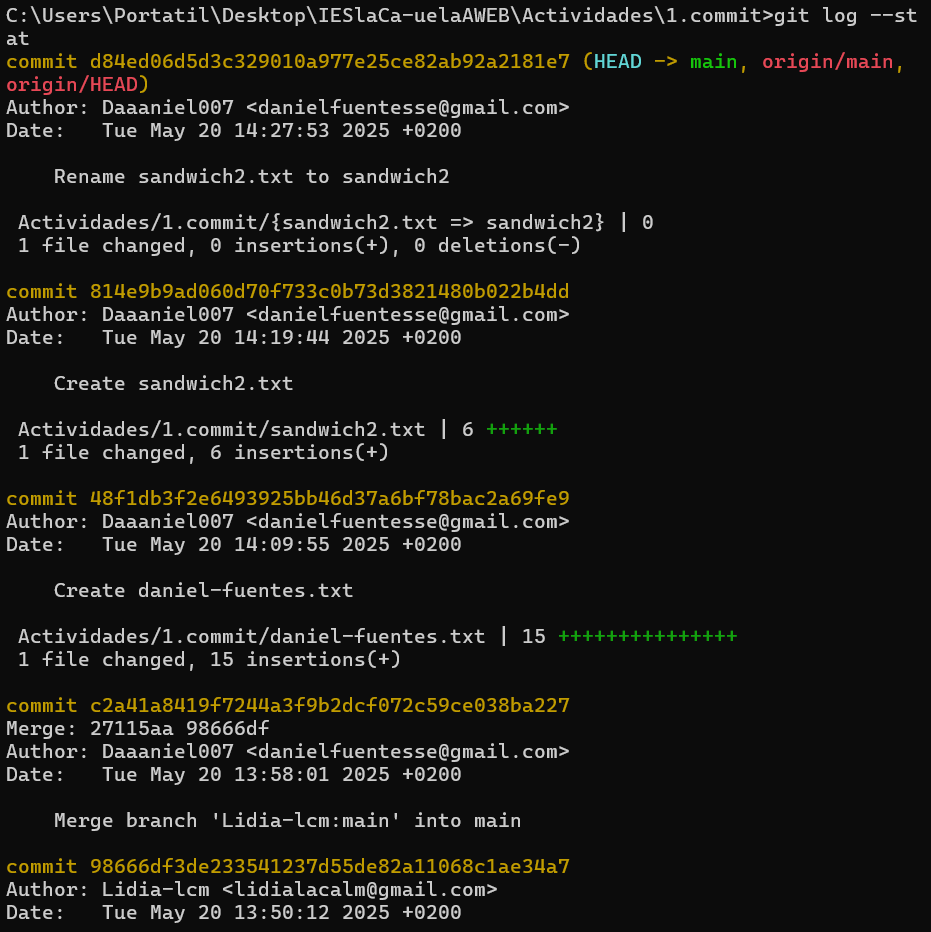 C:\Users\Portatil\Desktop\IESlaCa-uelaAWEB\Actividades\1.commit>git log --st
at
commit d84ed06d5d3c329010a977e25ce82ab92a2181e7 (HEAD -> main, origin/main,
origin/HEAD)
Author: Daaaniel007 <danielfuentesse@gmail.com>
Date:   Tue May 20 14:27:53 2025 +0200
    Rename sandwich2.txt to sandwich2
 Actividades/1.commit/{sandwich2.txt => sandwich2} | 0
 1 file changed, 0 insertions(+), 0 deletions(-)
commit 814e9b9ad060d70f733c0b73d3821480b022b4dd
Author: Daaaniel007 <danielfuentesse@gmail.com>
Date:   Tue May 20 14:19:44 2025 +0200
    Create sandwich2.txt
 Actividades/1.commit/sandwich2.txt | 6 ++++++
 1 file changed, 6 insertions(+)
commit 48f1db3f2e6493925bb46d37a6bf78bac2a69fe9
Author: Daaaniel007 <danielfuentesse@gmail.com>
Date:   Tue May 20 14:09:55 2025 +0200
    Create daniel-fuentes.txt
 Actividades/1.commit/daniel-fuentes.txt | 15 +++++++++++++++
 1 file changed, 15 insertions(+)
commit c2a41a8419f7244a3f9b2dcf072c59ce038ba227
Merge: 27115aa 98666df
Author: Daaaniel007 <danielfuentesse@gmail.com>
Date:   Tue May 20 13:58:01 2025 +0200
    Merge branch 'Lidia-lcm:main' into main
commit 98666df3de233541237d55de82a11068c1ae34a7
Author: Lidia-lcm <lidialacalm@gmail.com>
Date:   Tue May 20 13:50:12 2025 +0200